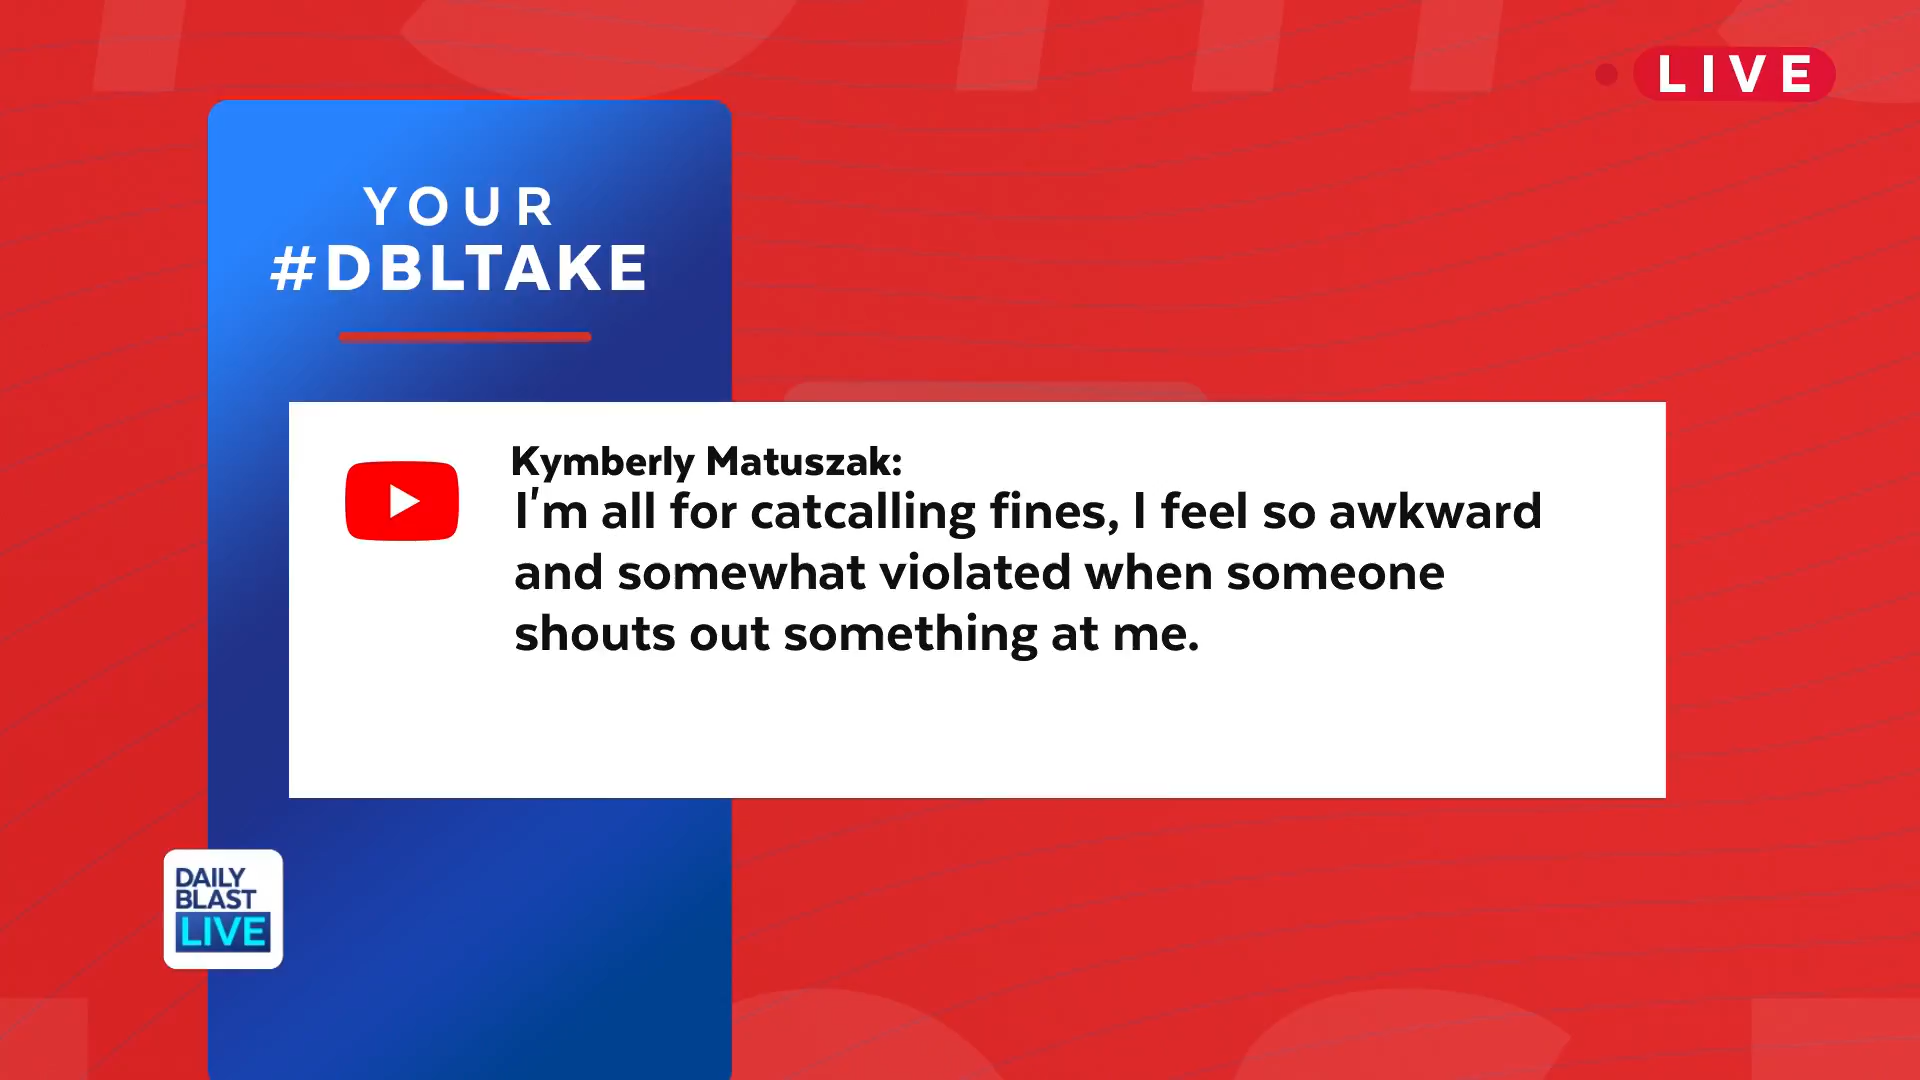 LIVE
YOUR
#DBLTAKE
Kymberly Matuszak:
I'm all for catcalling fines, I feel so awkward
and somewhat violated when someone
shouts out something at me.
DAILY
BLAST
LIVE